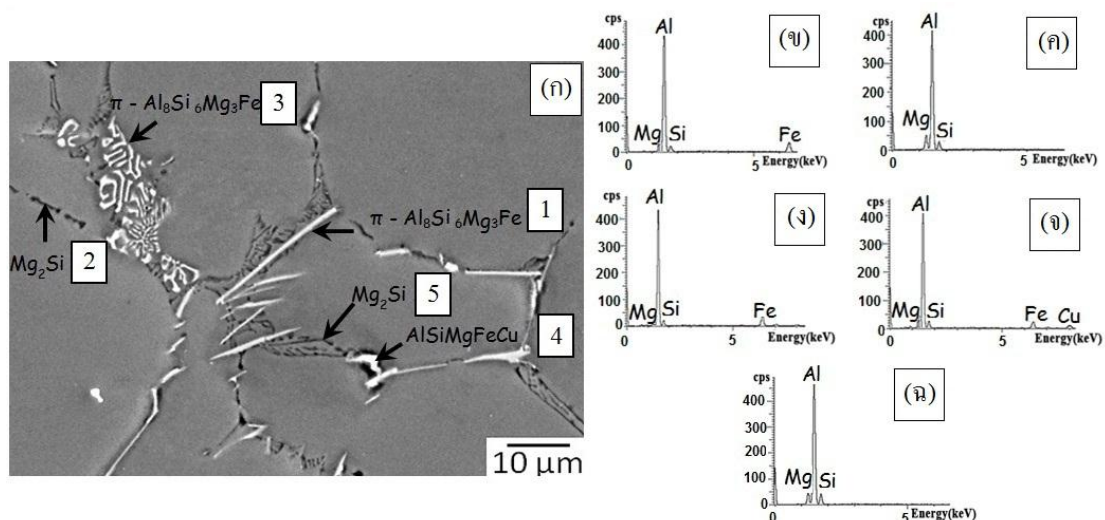 (ก)
π - Al8Si6Mg3Fe
3
π - Al8Si6Mg3Fe
1
Mg2Si
2
Mg2Si
5
AlSiMgFeCu
4
10 μm
cps
Al
(ข)
400
300
200
100
0
Mg
Si
Fe
0
5
Energy(keV)
cps
Al
(ค)
400
300
200
100
0
Mg
Si
0
5
Energy(keV)
cps
Al
(ง)
400
300
200
100
0
Mg
Si
Fe
5
Energy(keV)
cps
Al
(จ)
400
300
200
100
0
Mg
Si
Fe
Cu
5
Energy(keV)
cps
Al
(ฉ)
400
300
200
100
0
Mg
Si
0
5
Energy(keV)